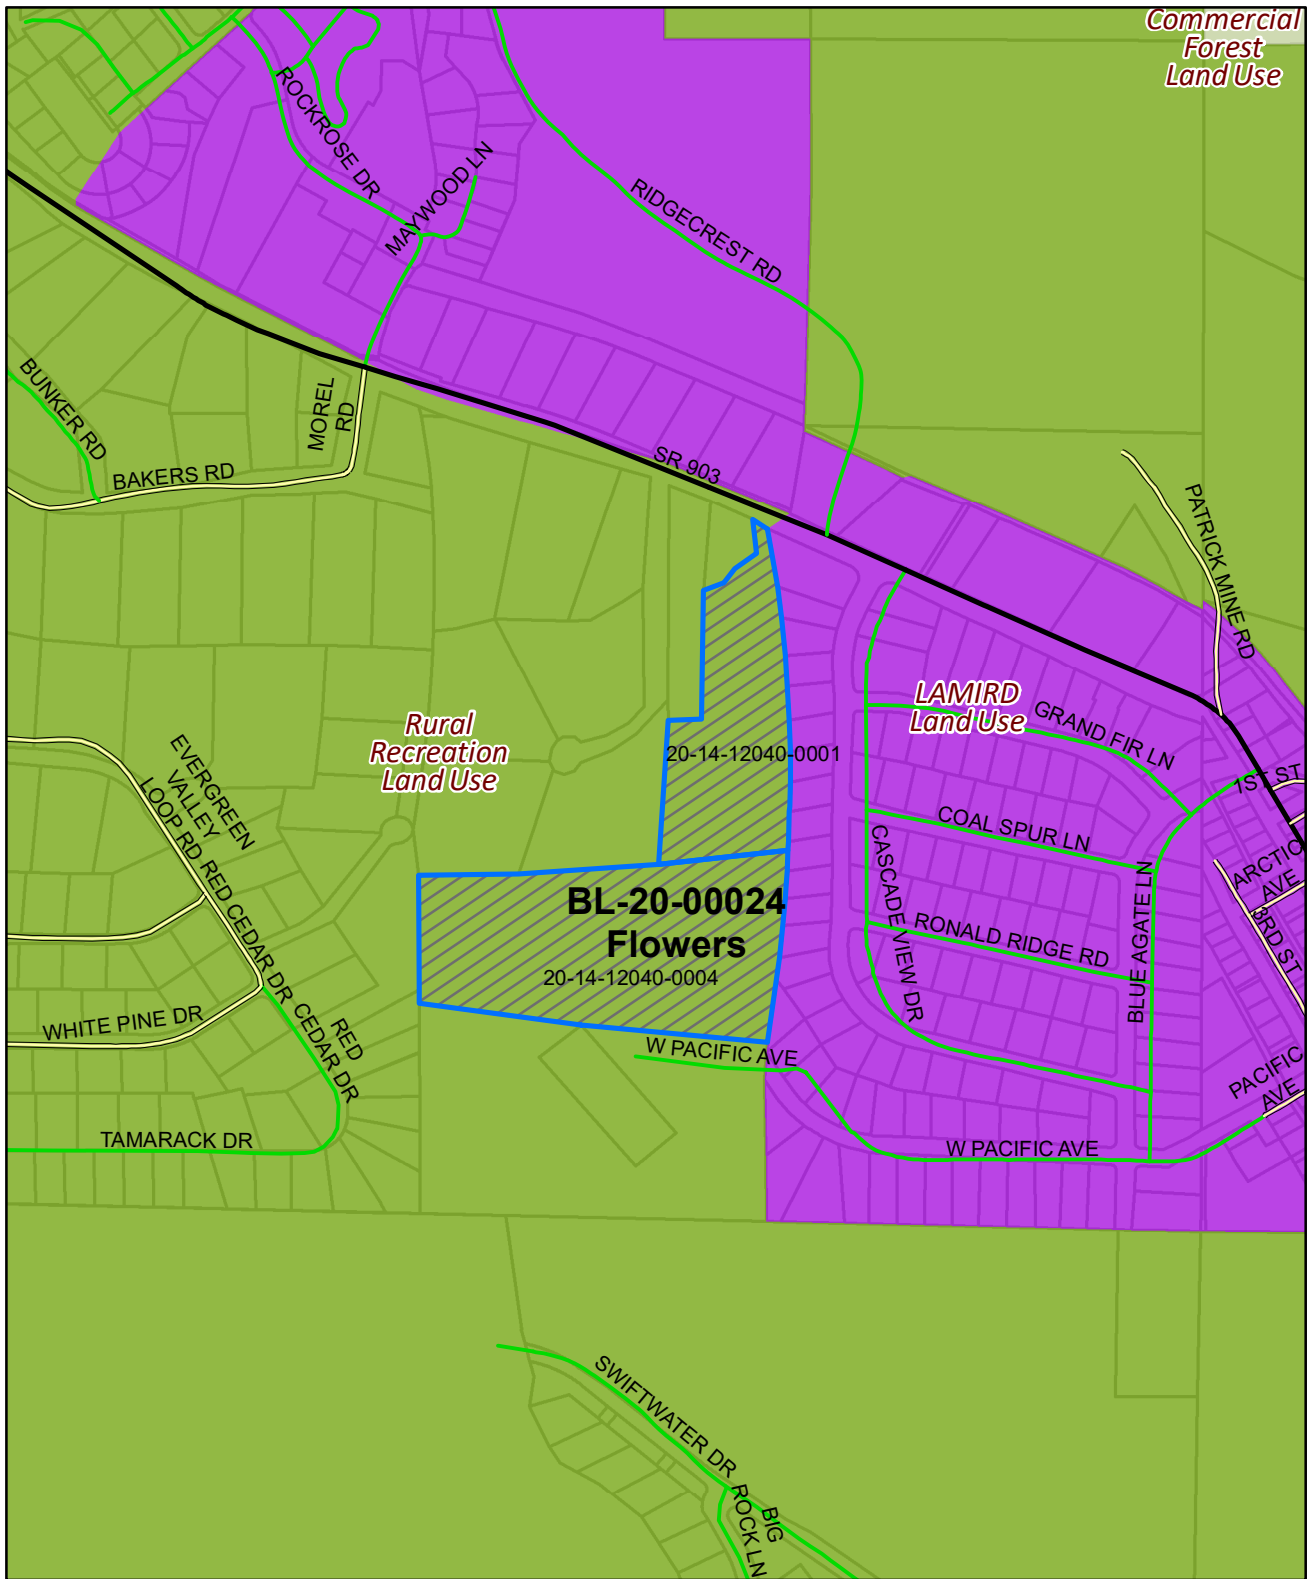 Commercial
Forest
Land Use
ROCKROSE DR
MAYWOOD LN
RIDGECREST RD
BUNKER RD
MOREL
RD
BAKERS RD
SR 903
PATRICK MINE RD
LAMIRD
Land Use
GRAND FIR LN
Rural
Recreation
Land Use
20-14-12040-0001
EVERGREEN
VALLEY
LOOP RD
1ST ST
COAL SPUR LN
CASCADE VIEW DR
ARCTIC
AVE
BLUE AGATE LN
RED CEDAR DR
BL-20-00024
Flowers
20-14-12040-0004
RONALD RIDGE RD
3RD ST
WHITE PINE DR
RED
CEDAR DR
W PACIFIC AVE
PACIFIC
AVE
TAMARACK DR
W PACIFIC AVE
SWIFTWATER DR
BIG
ROCK LN